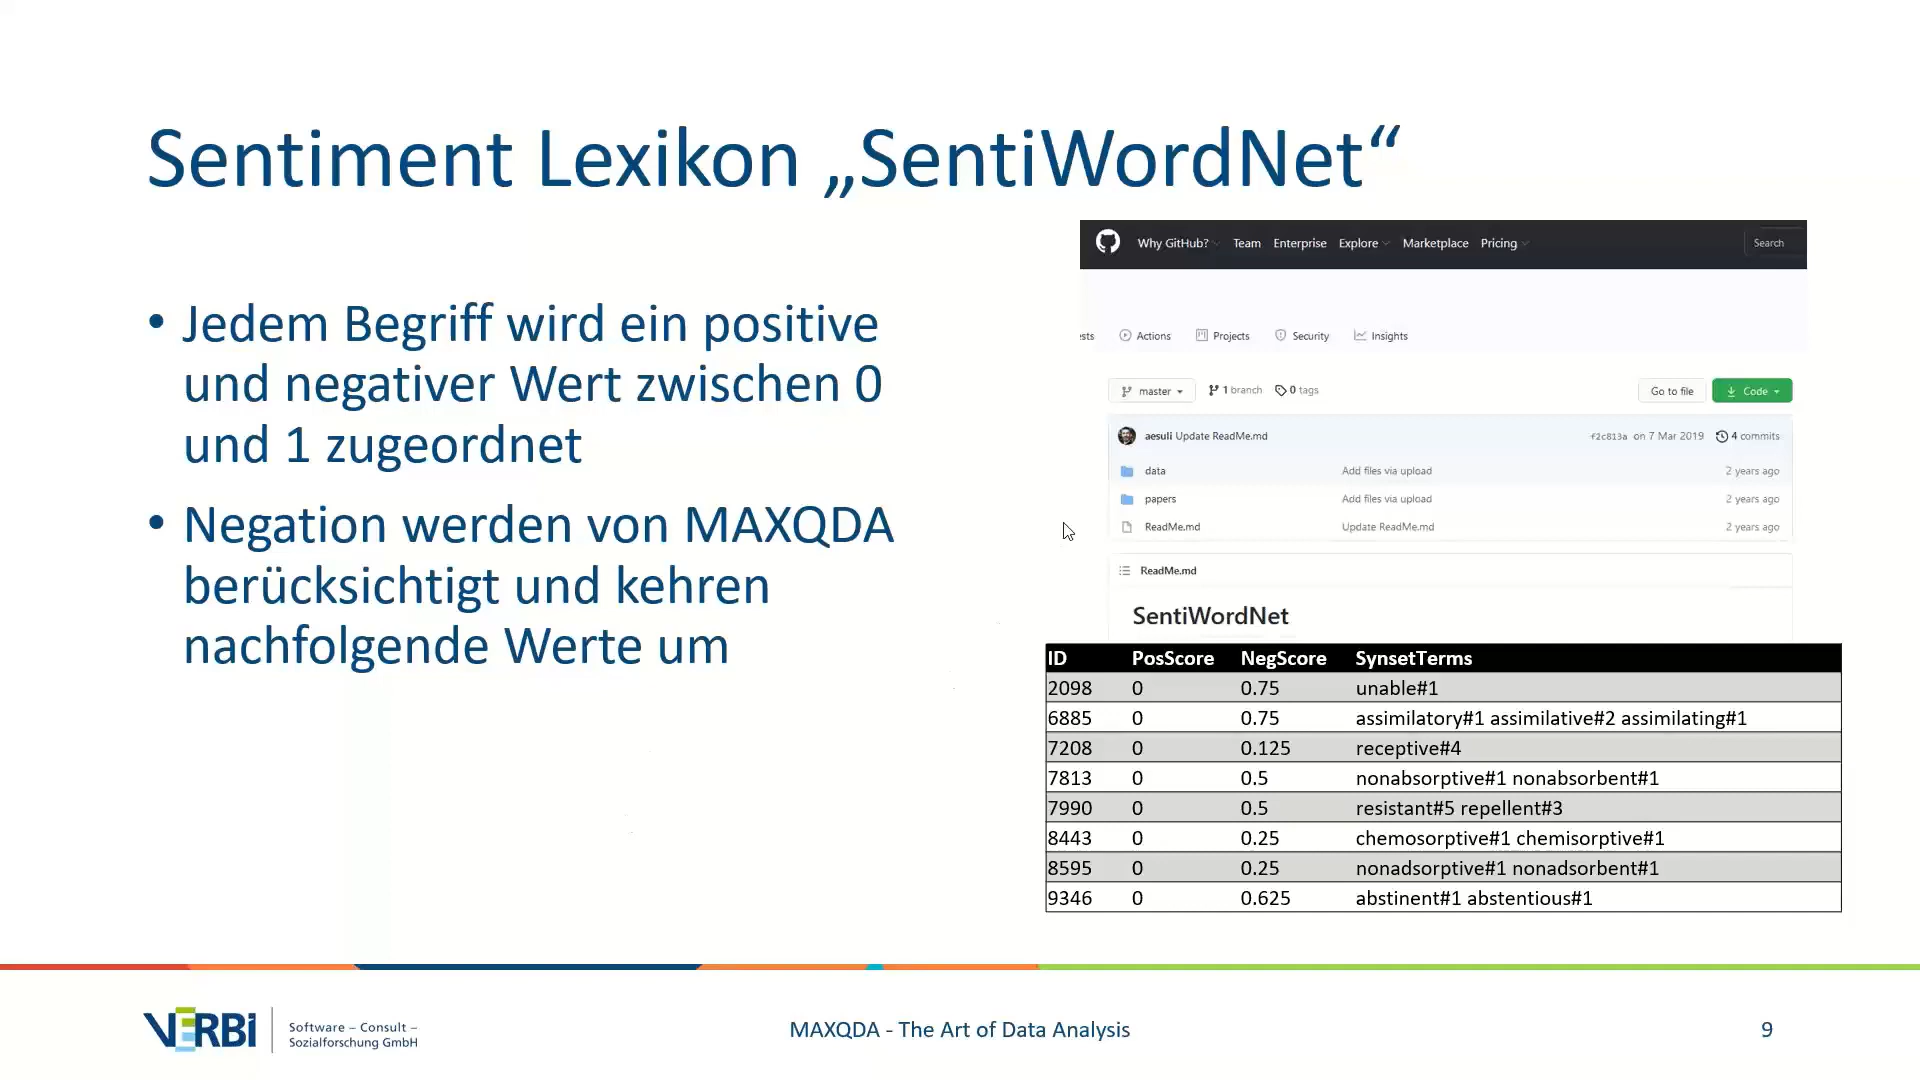 Sentiment Lexikon „SentiWordNet“
• Jedem Begriff wird ein positive
und negativer Wert zwischen 0
und 1 zugeordnet
• Negation werden von MAXQDA
berücksichtigt und kehren
nachfolgende Werte um
Why GitHub? Team Enterprise Explore Marketplace Pricing Search
ests Actions Projects Security Insights
master 1 branch 0 tags Go to file Code
aesuli Update ReadMe.md f2c813a on 7 Mar 2019 4 commits
data Add files via upload 2 years ago
papers Add files via upload 2 years ago
ReadMe.md Update ReadMe.md 2 years ago
ReadMe.md
SentiWordNet
ID PosScore NegScore SynsetTerms
2098 0 0.75 unable#1
6885 0 0.75 assimilatory#1 assimilative#2 assimilating#1
7208 0 0.125 receptive#4
7813 0 0.5 nonabsorptive#1 nonabsorbent#1
7990 0 0.5 resistant#5 repellent#3
8443 0 0.25 chemosorptive#1 chemisorptive#1
8595 0 0.25 nonadsorptive#1 nonadsorbent#1
9346 0 0.625 abstinent#1 abstentious#1
VERBI Software – Consult –
Sozialforschung GmbH
MAXQDA - The Art of Data Analysis
9